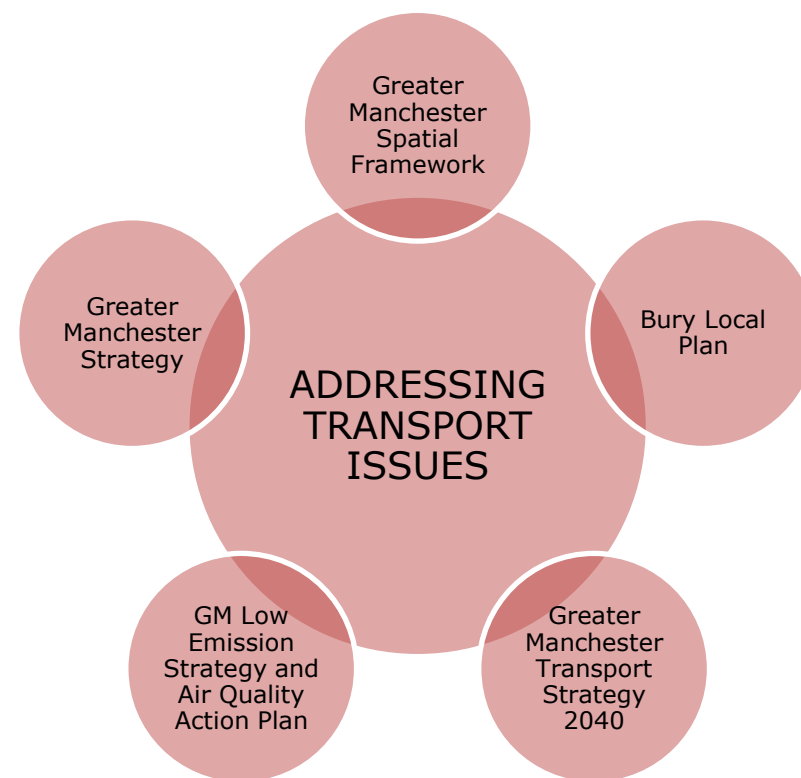 Greater
Manchester
Spatial
Framework
Bury Local
Plan
Greater
Manchester
Transport
Strategy
2040
GM Low
Emission
Strategy and
Air Quality
Action Plan
Greater
Manchester
Strategy
ADDRESSING
TRANSPORT
ISSUES